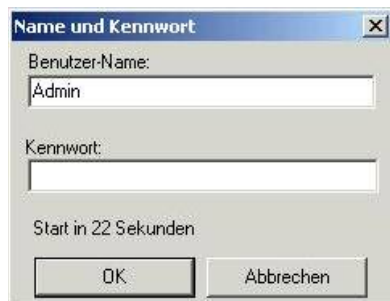 Name und Kennwort
Benutzer-Name:
Admin
Kennwort:
Start in 22 Sekunden
OK
Abbrechen